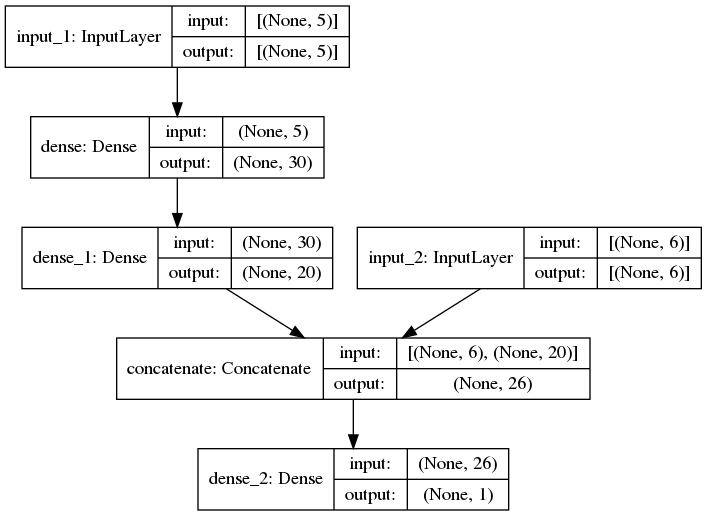 input_1: InputLayer
input: [(None, 5)]
output: [(None, 5)]
dense: Dense
input: (None, 5)
output: (None, 30)
dense_1: Dense
input: (None, 30)
output: (None, 20)
input_2: InputLayer
input: [(None, 6)]
output: [(None, 6)]
concatenate: Concatenate
input: [(None, 6), (None, 20)]
output: (None, 26)
dense_2: Dense
input: (None, 26)
output: (None, 1)